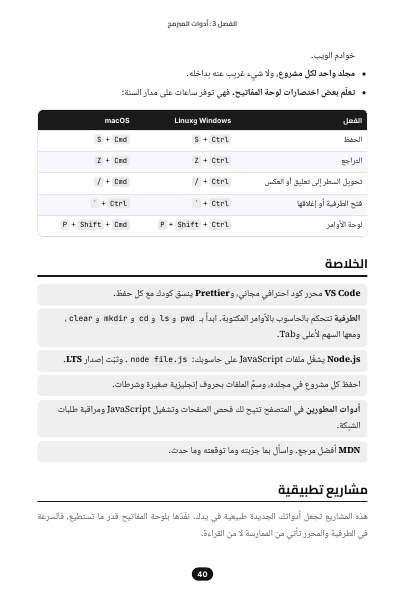 الفصل 3: أدوات المبرمج
خوادم الويب.
• مجلد واحد لكل مشروع، ولا شيء غريب عنه بداخله.
• تعلّم بعض اختصارات لوحة المفاتيح، فهي توفر ساعات على مدار السنة:
الفعل Windows وLinux macOS
الحفظ Ctrl + S Cmd + S
التراجع Ctrl + Z Cmd + Z
تحويل السطر إلى تعليق أو العكس Ctrl + / Cmd + /
فتح الطرفية أو إغلاقها Ctrl + ` Ctrl + `
لوحة الأوامر Ctrl + Shift + P Cmd + Shift + P
الخلاصة
VS Code محرر كود احترافي مجاني، وPrettier ينسق كودك مع كل حفظ.
الطرفية تتحكم بالحاسوب بالأوامر المكتوبة. ابدأ بـ pwd و ls و cd و mkdir و clear،
ومعها السهم لأعلى وTab.
Node.js يشغّل ملفات JavaScript على حاسوبك: node file.js. وثبّت إصدار LTS.
احفظ كل مشروع في مجلده، وسمِّ الملفات بحروف إنجليزية صغيرة وشرطات.
أدوات المطورين في المتصفح تتيح لك فحص الصفحات وتشغيل JavaScript ومراقبة طلبات
الشبكة.
MDN أفضل مرجع. واسأل بما جرّبته وما توقعته وما حدث.
مشاريع تطبيقية
هذه المشاريع تجعل أدواتك الجديدة طبيعية في يدك. نفّذها بلوحة المفاتيح قدر ما تستطيع، فالسرعة
في الطرفية والمحرر تأتي من الممارسة لا من القراءة.
40